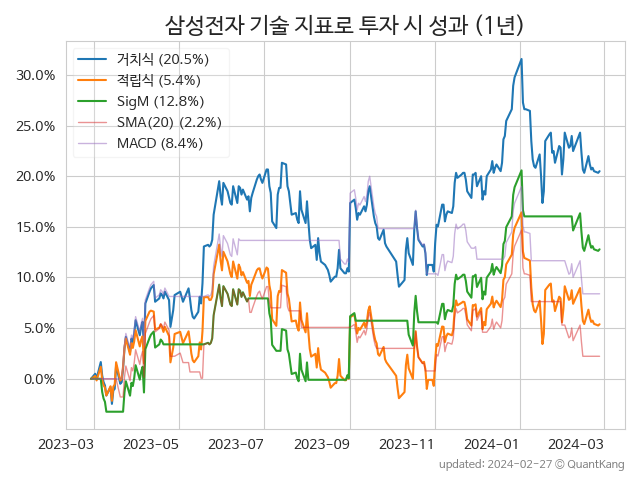 삼성전자 기술 지표로 투자 시 성과 (1년)
거치식 (20.5%)
적립식 (5.4%)
SigM (12.8%)
SMA(20) (2.2%)
MACD (8.4%)
30.0%
25.0%
20.0%
15.0%
10.0%
5.0%
0.0%
2023-03 2023-05 2023-07 2023-09 2023-11 2024-01 2024-03
updated: 2024-02-27 © QuantKang